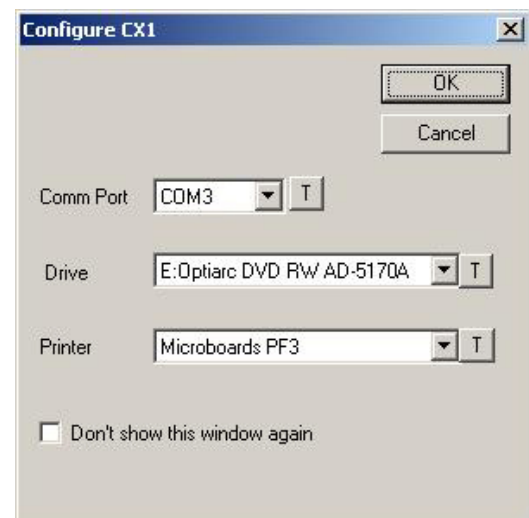 Configure CX1
OK
Cancel
Comm Port COM3 T
Drive E:Optiarc DVD RW AD-5170A T
Printer Microboards PF3 T
Don't show this window again